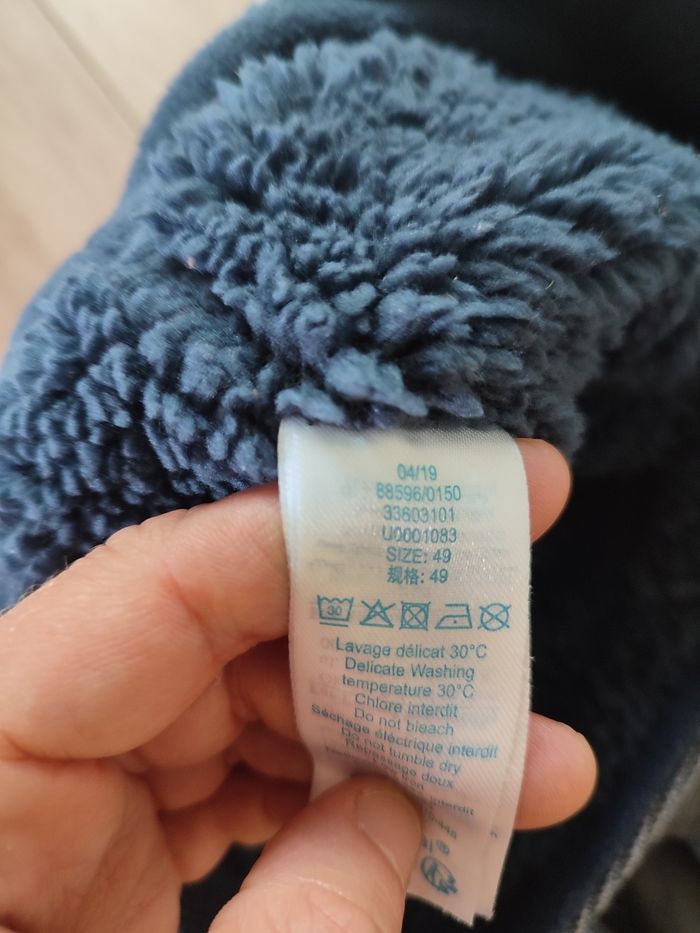 04/19
88596/0150
33603101
U0001083
SIZE: 49
规格: 49
30
Lavage délicat 30°C
Delicate Washing
temperature 30°C
Chlore interdit
Do not bleach
Séchage électrique interdit
Do not tumble dry
Repassage doux
interdit